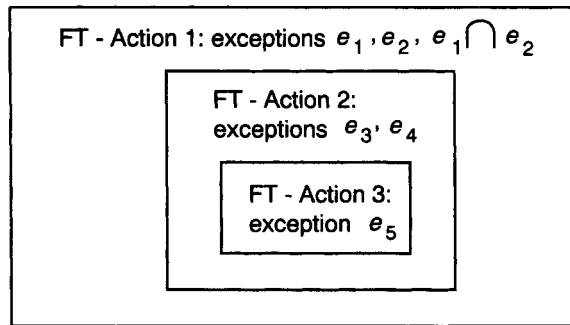 FT - Action 1: exceptions e₁, e₂, e₁ ⋂ e₂
FT - Action 2:
exceptions e₃, e₄
FT - Action 3:
exception e₅